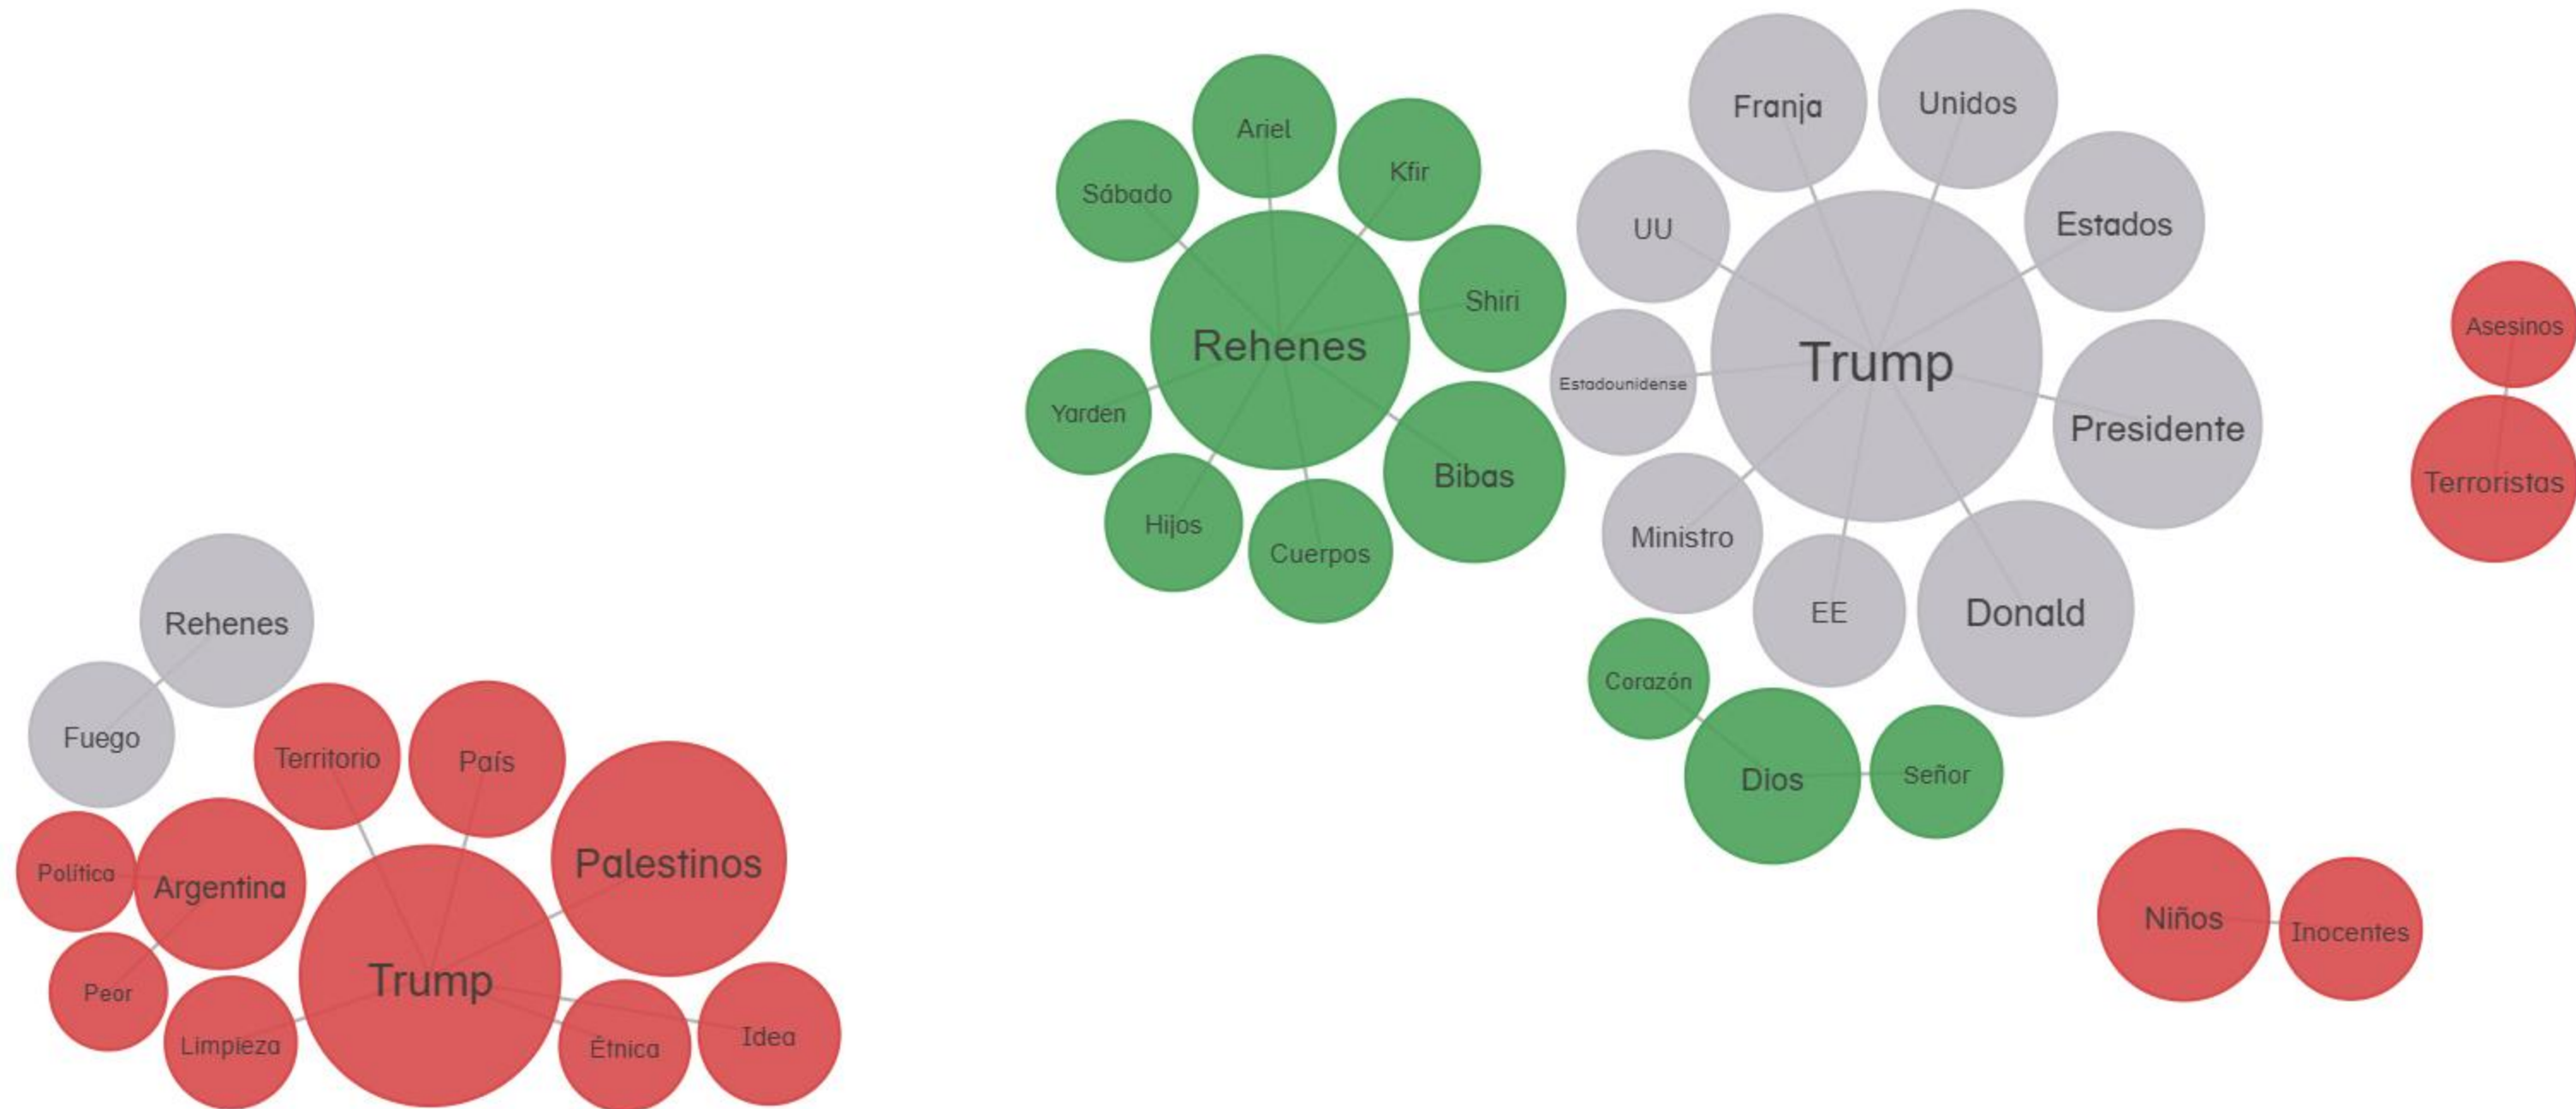 Franja
Unidos
Ariel
Kfir
Sábado
UU
Estados
Shiri
Rehenes
Trump
Asesinos
Estadounidense
Yarden
Presidente
Bibas
Terroristas
Hijos
Cuerpos
Ministro
EE
Donald
Rehenes
Corazón
Fuego
Territorio
País
Dios
Señor
Palestinos
Política
Argentina
Niños
Inocentes
Trump
Peor
Idea
Limpieza
Étnica